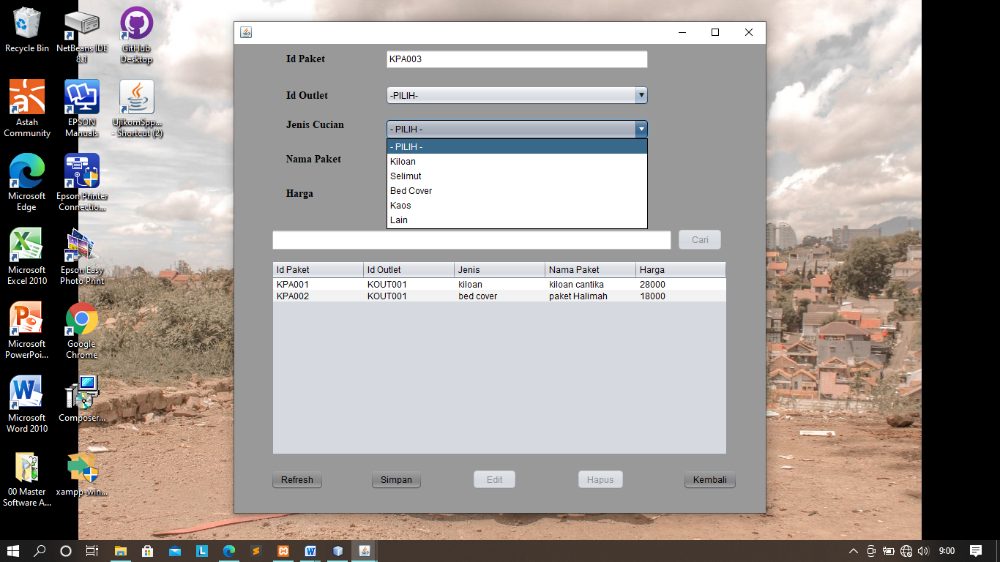 Recycle Bin
NetBeans IDE
8.1
GitHub
Desktop
Astah
Community
EPSON
Manuals
UjikomSpp...
- Shortcut (2)
Microsoft
Edge
Epson Printer
Connectio...
Microsoft
Excel 2010
Epson Easy
Photo Print
Microsoft
PowerPoi...
Google
Chrome
Microsoft
Word 2010
Composer...
00 Master
Software A...
xampp-win...
Id Paket
KPA003
Id Outlet
-PILIH-
Jenis Cucian
- PILIH -
- PILIH -
Kiloan
Selimut
Bed Cover
Kaos
Lain
Nama Paket
Harga
Cari
Id Paket Id Outlet Jenis Nama Paket Harga
KPA001 KOUT001 kiloan kiloan cantika 28000
KPA002 KOUT001 bed cover paket Halimah 18000
Refresh Simpan Edit Hapus Kembali
9:00